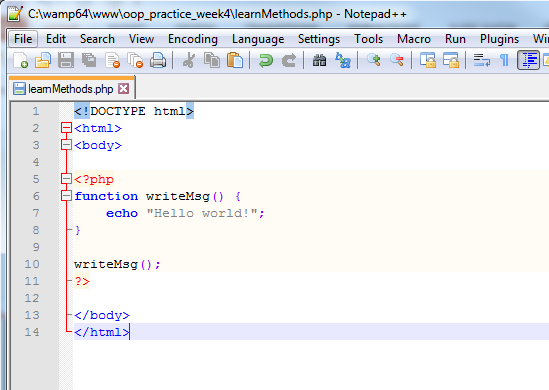 C:\wamp64\www\oop_practice_week4\learnMethods.php - Notepad++
File Edit Search View Encoding Language Settings Tools Macro Run Plugins Win
learnMethods.php
1 <!DOCTYPE html>
2 <html>
3 <body>
4
5 <?php
6 function writeMsg() {
7     echo "Hello world!";
8 }
9
10 writeMsg();
11 ?>
12
13 </body>
14 </html>